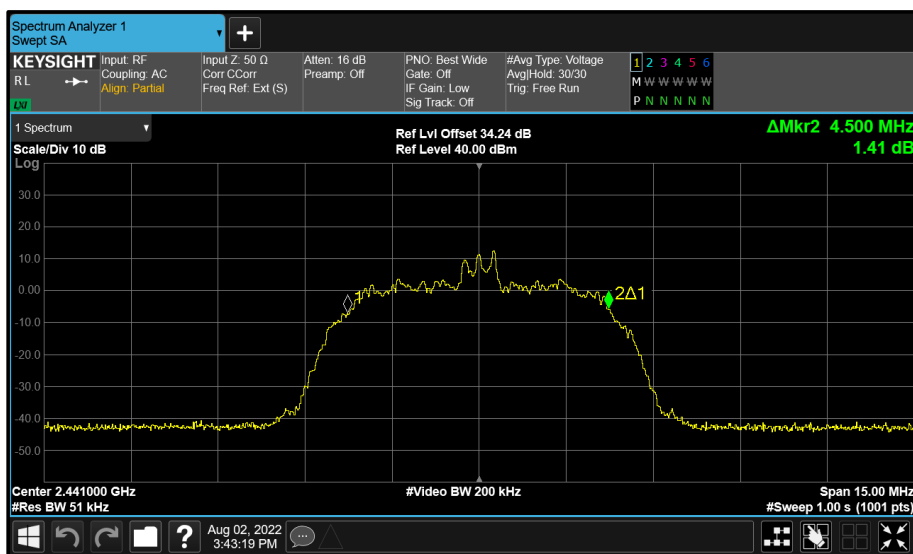 Spectrum Analyzer 1
Swept SA
+
KEYSIGHT
R L
LXI
Input: RF
Coupling: AC
Align: Partial
Input Z: 50 Ω
Corr CCorr
Freq Ref: Ext (S)
Atten: 16 dB
Preamp: Off
PNO: Best Wide
Gate: Off
IF Gain: Low
Sig Track: Off
#Avg Type: Voltage
Avg|Hold: 30/30
Trig: Free Run
1 2 3 4 5 6
M W W W W W
P N N N N N
1 Spectrum
Scale/Div 10 dB
Ref Lvl Offset 34.24 dB
Ref Level 40.00 dBm
ΔMkr2 4.500 MHz
1.41 dB
Log
30.0
20.0
10.0
0.00
-10.0
-20.0
-30.0
-40.0
-50.0
1
2Δ1
Center 2.441000 GHz
#Res BW 51 kHz
#Video BW 200 kHz
Span 15.00 MHz
#Sweep 1.00 s (1001 pts)
?
Aug 02, 2022
3:43:19 PM